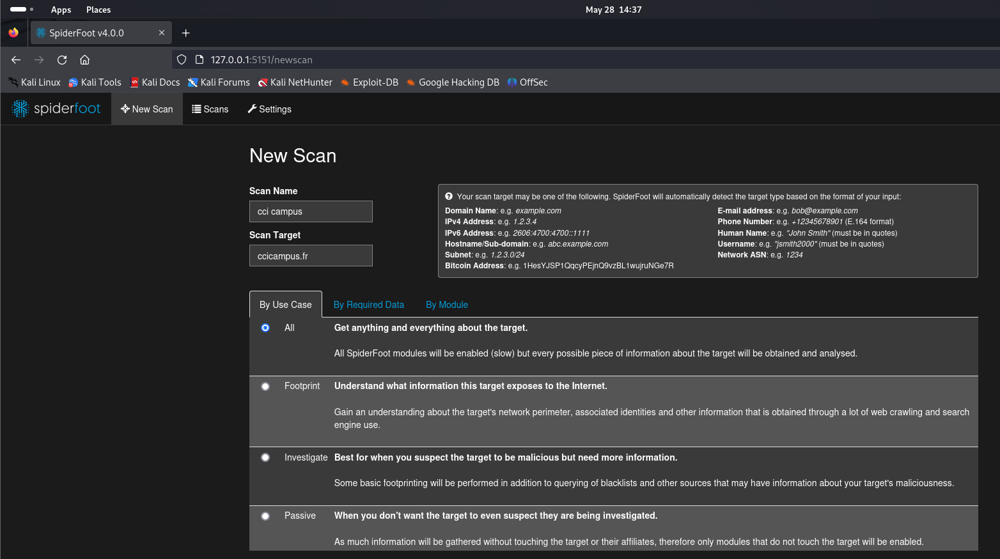 Apps Places May 28 14:37
SpiderFoot v4.0.0
127.0.0.1:5151/newscan
Kali Linux Kali Tools Kali Docs Kali Forums Kali NetHunter Exploit-DB Google Hacking DB OffSec
spiderfoot New Scan Scans Settings
New Scan
Scan Name
cci campus
Scan Target
ccicampus.fr
Your scan target may be one of the following. SpiderFoot will automatically detect the target type based on the format of your input:
Domain Name: e.g. example.com
IPv4 Address: e.g. 1.2.3.4
IPv6 Address: e.g. 2606:4700:4700::1111
Hostname/Sub-domain: e.g. abc.example.com
Subnet: e.g. 1.2.3.0/24
Bitcoin Address: e.g. 1HesYJSP1QqcyPEjnQ9vzBL1wujruNGe7R
E-mail address: e.g. bob@example.com
Phone Number: e.g. +12345678901 (E.164 format)
Human Name: e.g. "John Smith" (must be in quotes)
Username: e.g. "jsmith2000" (must be in quotes)
Network ASN: e.g. 1234
By Use Case By Required Data By Module
All Get anything and everything about the target.
All SpiderFoot modules will be enabled (slow) but every possible piece of information about the target will be obtained and analysed.
Footprint Understand what information this target exposes to the Internet.
Gain an understanding about the target's network perimeter, associated identities and other information that is obtained through a lot of web crawling and search
engine use.
Investigate Best for when you suspect the target to be malicious but need more information.
Some basic footprinting will be performed in addition to querying of blacklists and other sources that may have information about your target's maliciousness.
Passive When you don't want the target to even suspect they are being investigated.
As much information will be gathered without touching the target or their affiliates, therefore only modules that do not touch the target will be enabled.